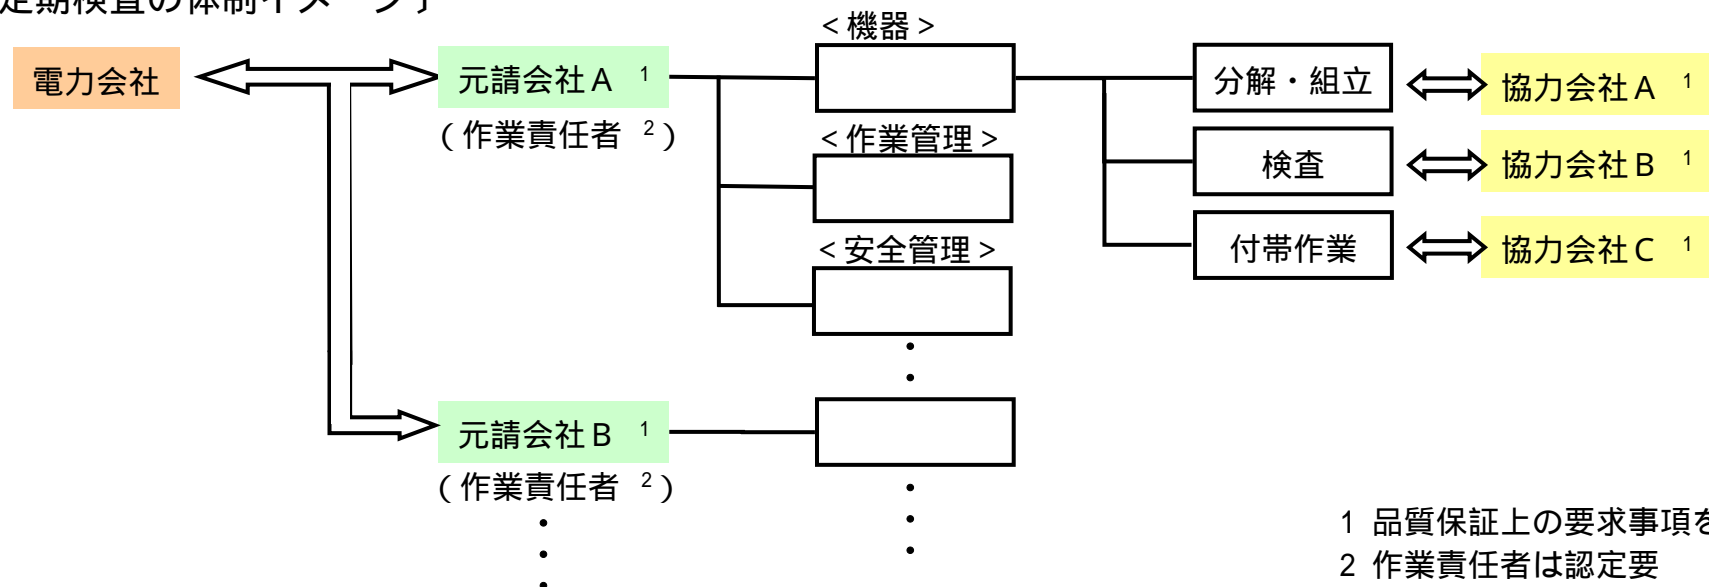 定期検査の体制イメージ
<機器>
電力会社
元請会社A 1
(作業責任者 2)
分解・組立
協力会社A 1
<作業管理>
検査
協力会社B 1
<安全管理>
付帯作業
協力会社C 1
元請会社B 1
(作業責任者 2)
1 品質保証上の要求事項を
2 作業責任者は認定要